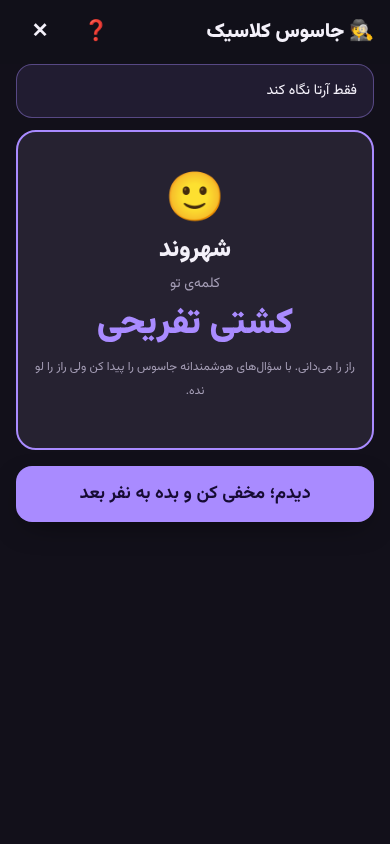 🕵️ جاسوس کلاسیک ❓ ✕
فقط آرتا نگاه کند
شهروند
کلمه‌ی تو
کشتی تفریحی
راز را می‌دانی. با سؤال‌های هوشمندانه جاسوس را پیدا کن ولی راز را لو
نده.
دیدم؛ مخفی کن و بده به نفر بعد